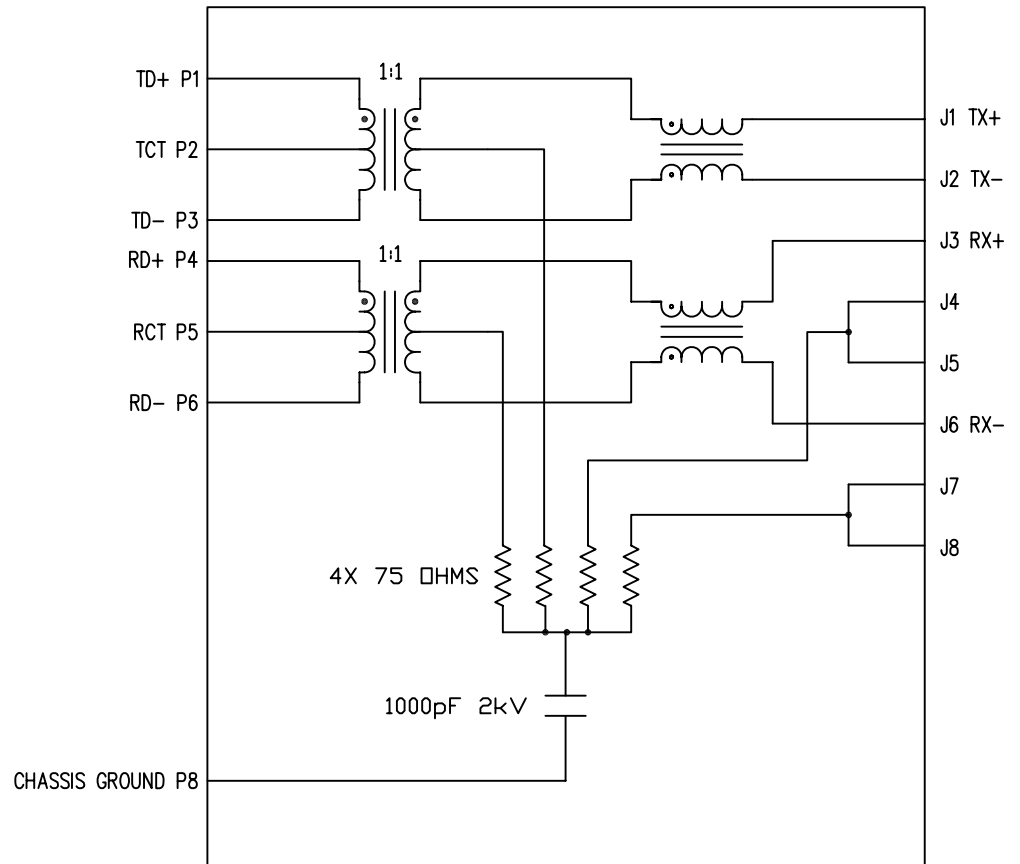 TD+ P1
1:1
J1 TX+
TCT P2
J2 TX-
TD- P3
J3 RX+
1:1
RD+ P4
J4
RCT P5
J5
RD- P6
J6 RX-
J7
J8
4X 75 OHMS
1000pF 2kV
CHASSIS GROUND P8